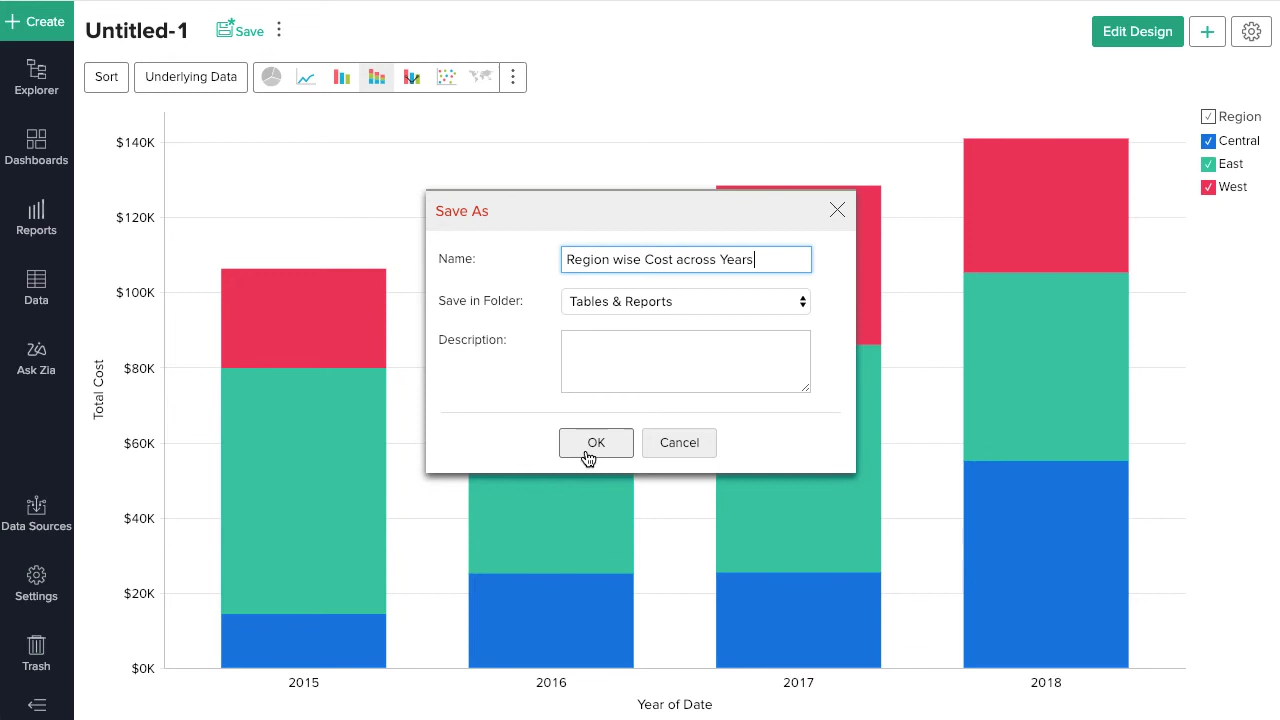 Create
Explorer
Dashboards
Reports
Data
Ask Zia
Data Sources
Settings
Trash
Untitled-1
Save
Edit Design
Sort
Underlying Data
Region
Central
East
West
Save As
Name:
Region wise Cost across Years
Save in Folder:
Tables & Reports
Description:
OK
Cancel
Total Cost
$140K
$120K
$100K
$80K
$60K
$40K
$20K
$0K
2015
2016
2017
2018
Year of Date